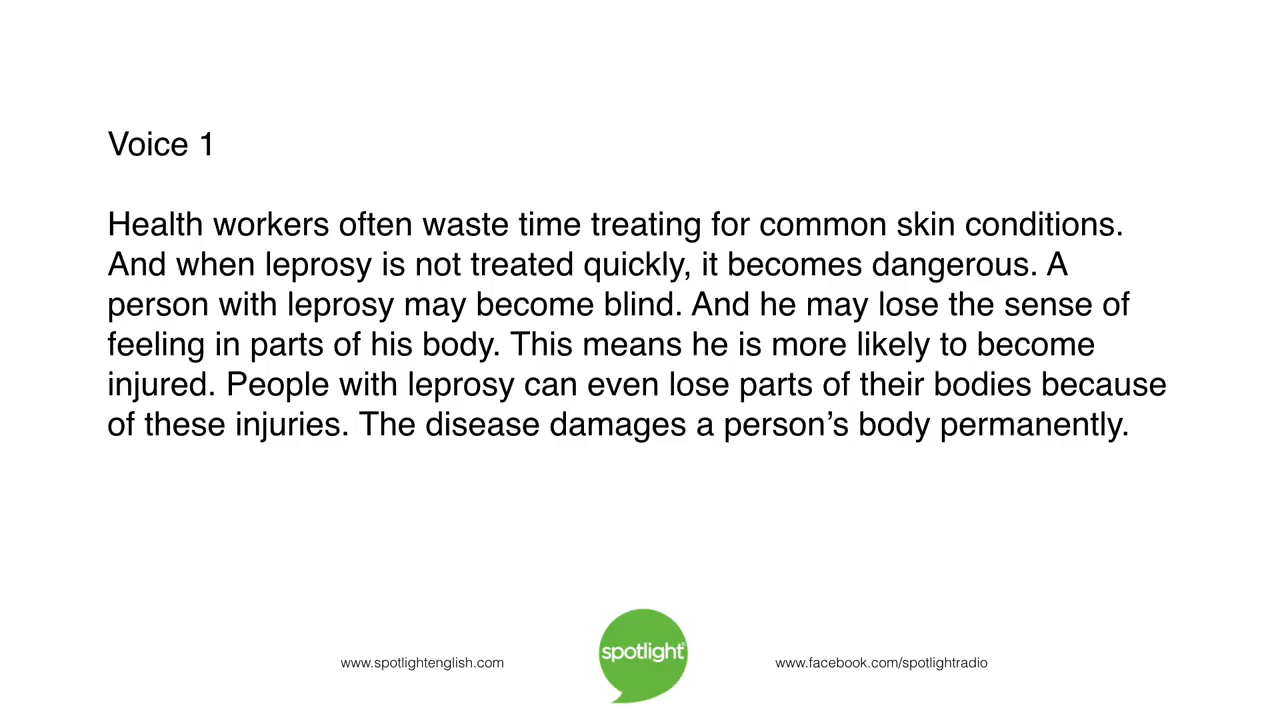 Voice 1
Health workers often waste time treating for common skin conditions.
And when leprosy is not treated quickly, it becomes dangerous. A
person with leprosy may become blind. And he may lose the sense of
feeling in parts of his body. This means he is more likely to become
injured. People with leprosy can even lose parts of their bodies because
of these injuries. The disease damages a person’s body permanently.
www.spotlightenglish.com
spotlight®
www.facebook.com/spotlightradio